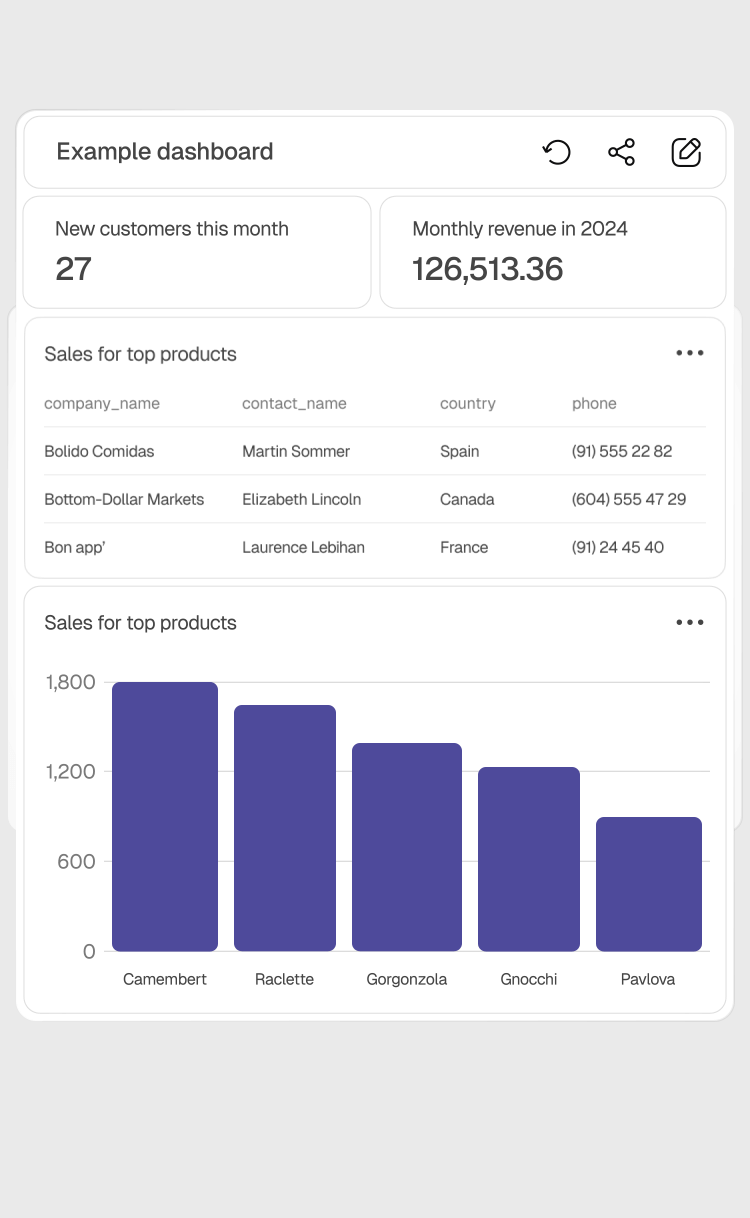 Example dashboard
New customers this month
27
Monthly revenue in 2024
126,513.36
Sales for top products
company_name contact_name country phone
Bolido Comidas Martin Sommer Spain (91) 555 22 82
Bottom-Dollar Markets Elizabeth Lincoln Canada (604) 555 47 29
Bon app’ Laurence Lebihan France (91) 24 45 40
Sales for top products
1,800
1,200
600
0
Camembert Raclette Gorgonzola Gnocchi Pavlova